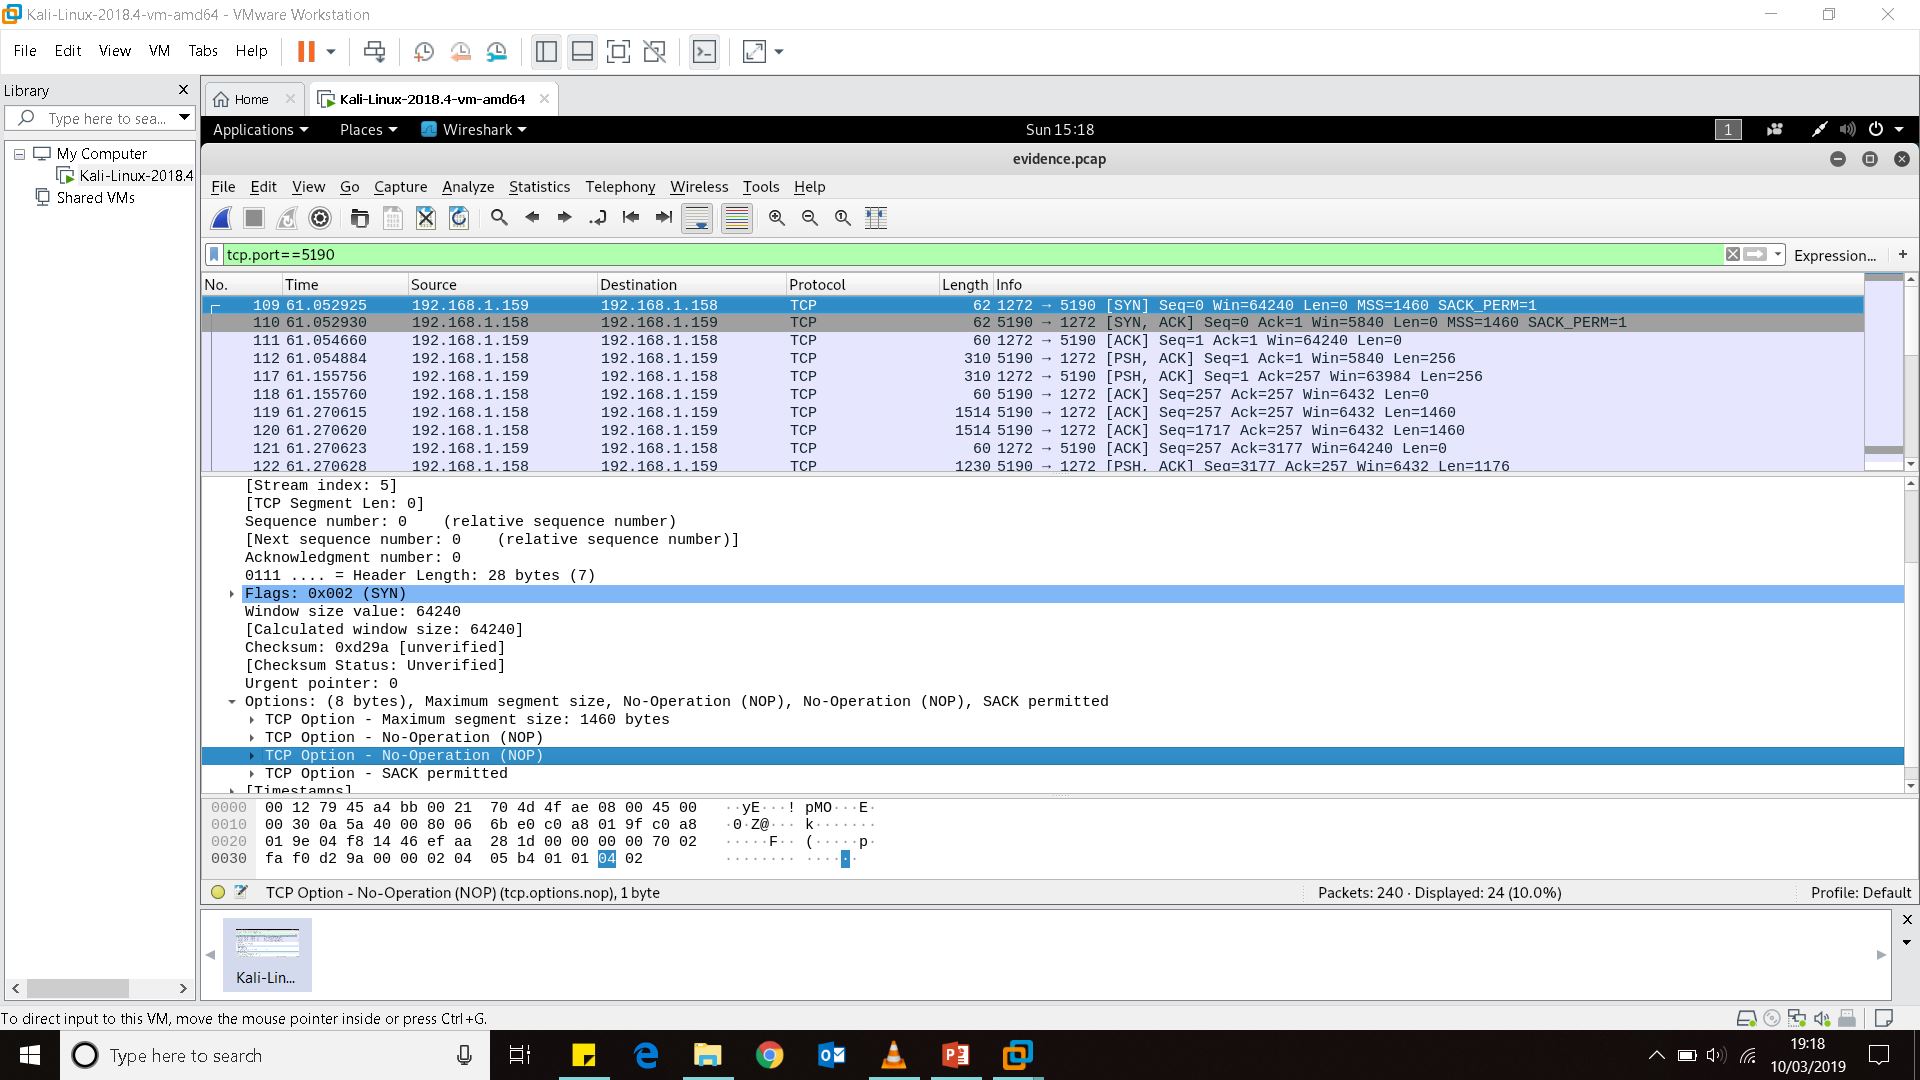 Kali-Linux-2018.4-vm-amd64 - VMware Workstation
File Edit View VM Tabs Help
Library
Type here to sea...
My Computer
Kali-Linux-2018.4
Shared VMs
Home Kali-Linux-2018.4-vm-amd64
Applications Places Wireshark Sun 15:18 1
evidence.pcap
File Edit View Go Capture Analyze Statistics Telephony Wireless Tools Help
tcp.port==5190 Expression... +
No. Time Source Destination Protocol Length Info
109 61.052925 192.168.1.159 192.168.1.158 TCP 62 1272 → 5190 [SYN] Seq=0 Win=64240 Len=0 MSS=1460 SACK_PERM=1
110 61.052930 192.168.1.158 192.168.1.159 TCP 62 5190 → 1272 [SYN, ACK] Seq=0 Ack=1 Win=5840 Len=0 MSS=1460 SACK_PERM=1
111 61.054660 192.168.1.159 192.168.1.158 TCP 60 1272 → 5190 [ACK] Seq=1 Ack=1 Win=64240 Len=0
112 61.054884 192.168.1.158 192.168.1.159 TCP 310 5190 → 1272 [PSH, ACK] Seq=1 Ack=1 Win=5840 Len=256
117 61.155756 192.168.1.159 192.168.1.158 TCP 310 1272 → 5190 [PSH, ACK] Seq=1 Ack=257 Win=63984 Len=256
118 61.155760 192.168.1.158 192.168.1.159 TCP 60 5190 → 1272 [ACK] Seq=257 Ack=257 Win=6432 Len=0
119 61.270615 192.168.1.158 192.168.1.159 TCP 1514 5190 → 1272 [ACK] Seq=257 Ack=257 Win=6432 Len=1460
120 61.270620 192.168.1.158 192.168.1.159 TCP 1514 5190 → 1272 [ACK] Seq=1717 Ack=257 Win=6432 Len=1460
121 61.270623 192.168.1.159 192.168.1.158 TCP 60 1272 → 5190 [ACK] Seq=257 Ack=3177 Win=64240 Len=0
122 61.270628 192.168.1.158 192.168.1.159 TCP 1230 5190 → 1272 [PSH, ACK] Seq=3177 Ack=257 Win=6432 Len=1176
[Stream index: 5]
[TCP Segment Len: 0]
Sequence number: 0 (relative sequence number)
[Next sequence number: 0 (relative sequence number)]
Acknowledgment number: 0
0111 .... = Header Length: 28 bytes (7)
Flags: 0x002 (SYN)
Window size value: 64240
[Calculated window size: 64240]
Checksum: 0xd29a [unverified]
[Checksum Status: Unverified]
Urgent pointer: 0
Options: (8 bytes), Maximum segment size, No-Operation (NOP), No-Operation (NOP), SACK permitted
TCP Option - Maximum segment size: 1460 bytes
TCP Option - No-Operation (NOP)
TCP Option - No-Operation (NOP)
TCP Option - SACK permitted
[Timestamps]
0000 00 12 79 45 a4 bb 00 21 70 4d 4f ae 08 00 45 00 ··yE···! pMO···E·
0010 00 30 0a 5a 40 00 80 06 6b e0 c0 a8 01 9f c0 a8 ·0·Z@··· k·······
0020 01 9e 04 f8 14 46 ef aa 28 1d 00 00 00 00 70 02 ·····F·· (·····p·
0030 fa f0 d2 9a 00 00 02 04 05 b4 01 01 04 02 ········ ······
TCP Option - No-Operation (NOP) (tcp.options.nop), 1 byte Packets: 240 · Displayed: 24 (10.0%) Profile: Default
Kali-Lin...
To direct input to this VM, move the mouse pointer inside or press Ctrl+G.
Type here to search
19:18
10/03/2019